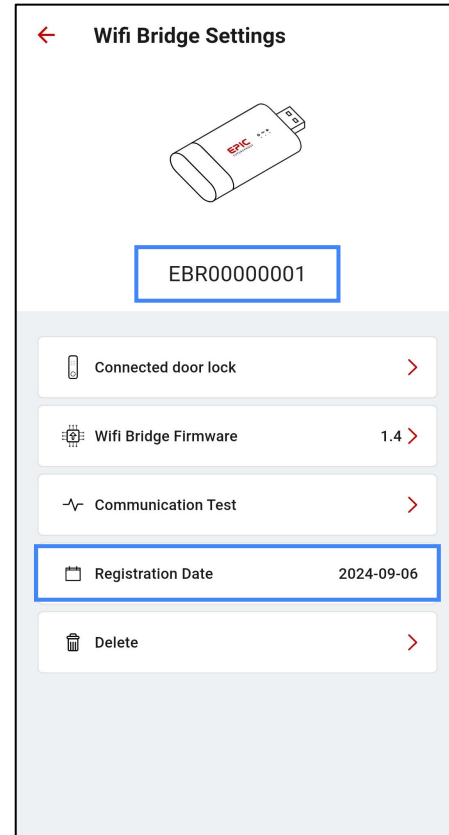 Wifi Bridge Settings
EPIC
EBR00000001
Connected door lock
Wifi Bridge Firmware 1.4
Communication Test
Registration Date 2024-09-06
Delete